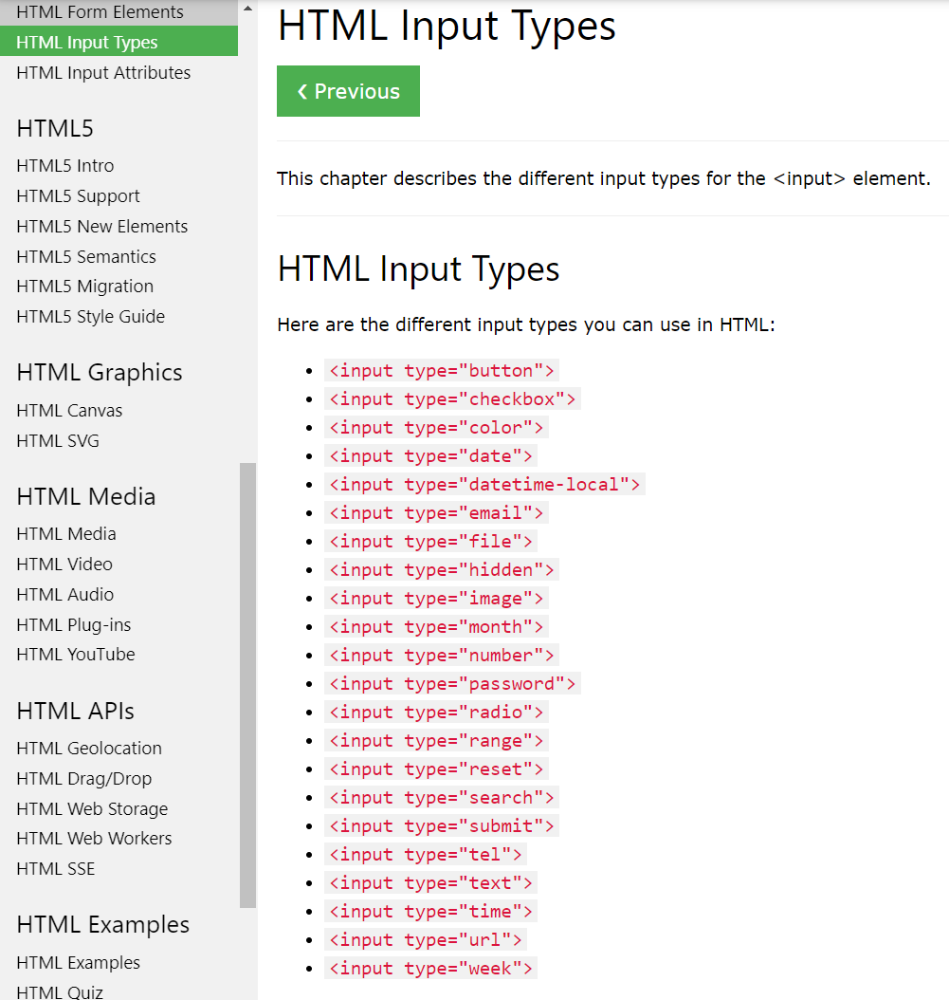 HTML Form Elements
HTML Input Types
HTML Input Attributes
HTML5
HTML5 Intro
HTML5 Support
HTML5 New Elements
HTML5 Semantics
HTML5 Migration
HTML5 Style Guide
HTML Graphics
HTML Canvas
HTML SVG
HTML Media
HTML Media
HTML Video
HTML Audio
HTML Plug-ins
HTML YouTube
HTML APIs
HTML Geolocation
HTML Drag/Drop
HTML Web Storage
HTML Web Workers
HTML SSE
HTML Examples
HTML Examples
HTML Quiz
HTML Input Types
❮ Previous
This chapter describes the different input types for the <input> element.
HTML Input Types
Here are the different input types you can use in HTML:
• <input type="button">
• <input type="checkbox">
• <input type="color">
• <input type="date">
• <input type="datetime-local">
• <input type="email">
• <input type="file">
• <input type="hidden">
• <input type="image">
• <input type="month">
• <input type="number">
• <input type="password">
• <input type="radio">
• <input type="range">
• <input type="reset">
• <input type="search">
• <input type="submit">
• <input type="tel">
• <input type="text">
• <input type="time">
• <input type="url">
• <input type="week">